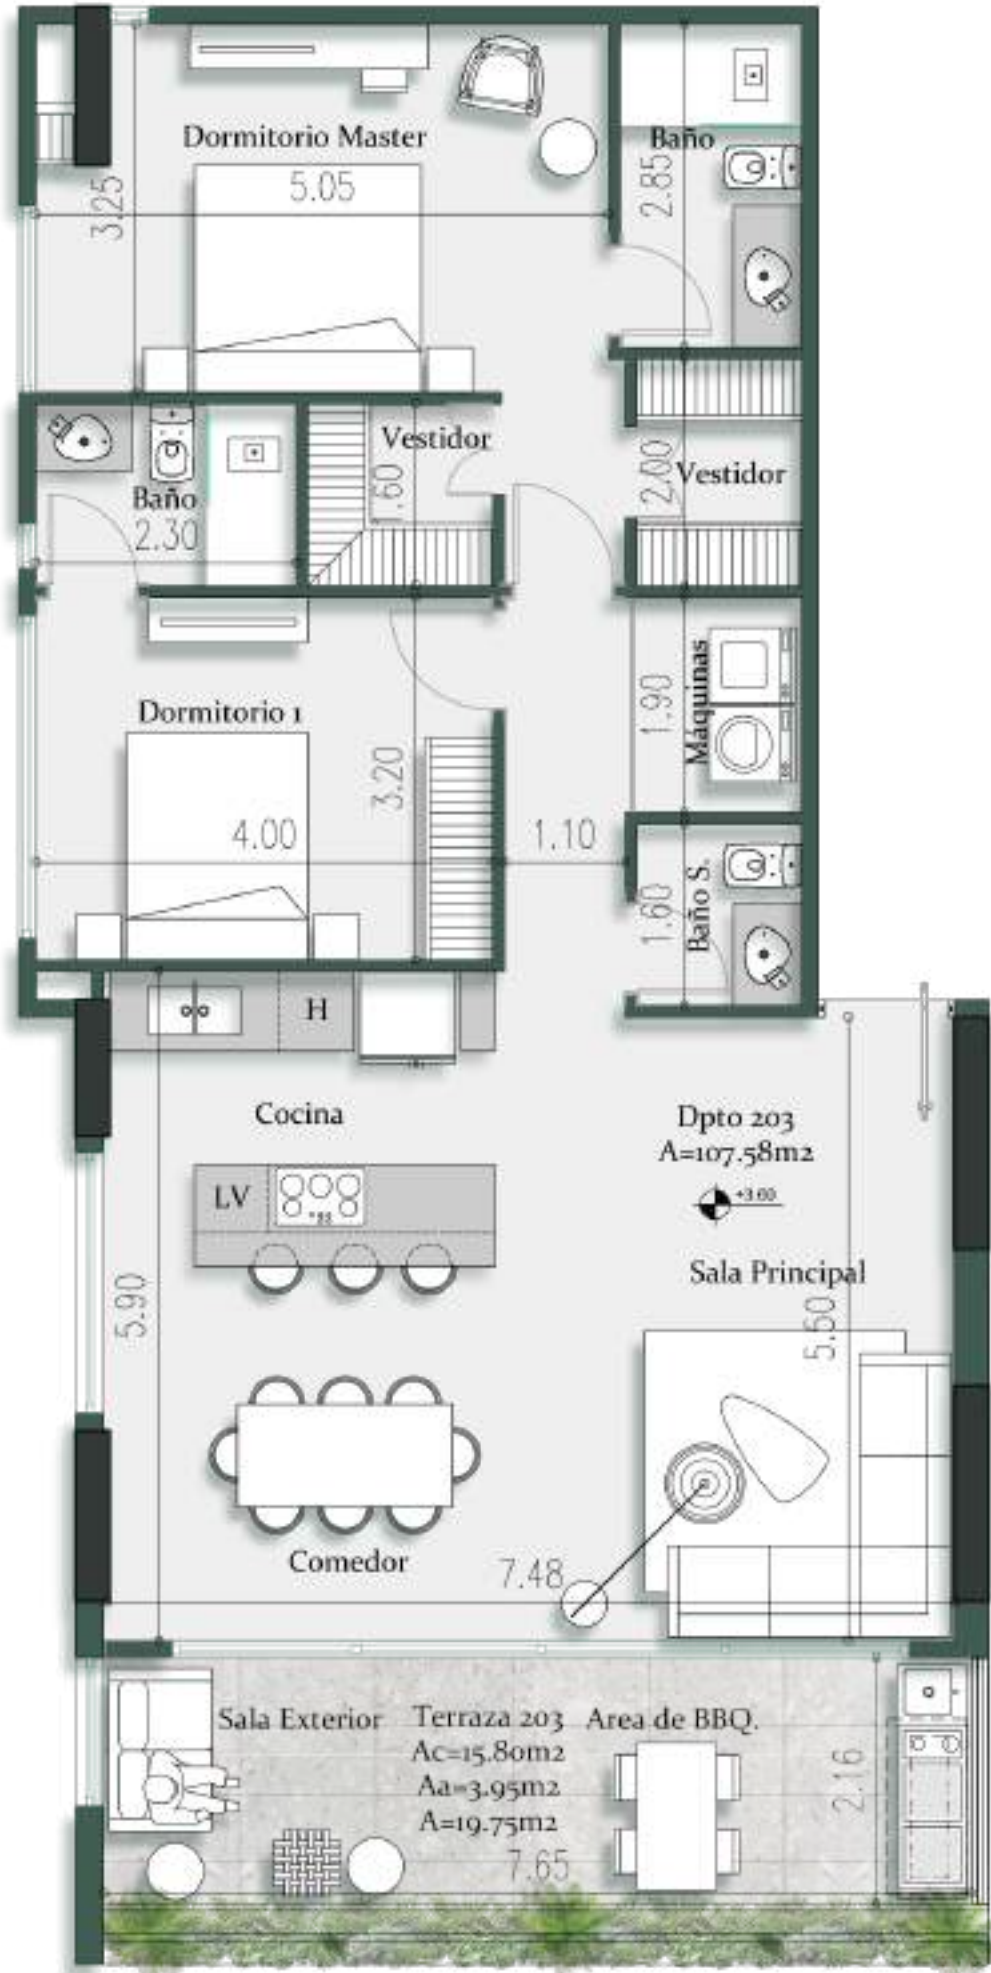 Dormitorio Master
5.05
3.25
Baño
2.85
Vestidor
1.60
2.00
Vestidor
Baño
2.30
Máquinas
1.90
Dormitorio 1
3.20
4.00
1.10
1.60
Baño S.
H
Cocina
Dpto 203
A=107.58m2
+3.60
LV
Sala Principal
5.90
5.60
Comedor
7.48
Sala Exterior
Terraza 203
Ac=15.80m2
Aa=3.95m2
A=19.75m2
Area de BBQ.
2.16
7.65